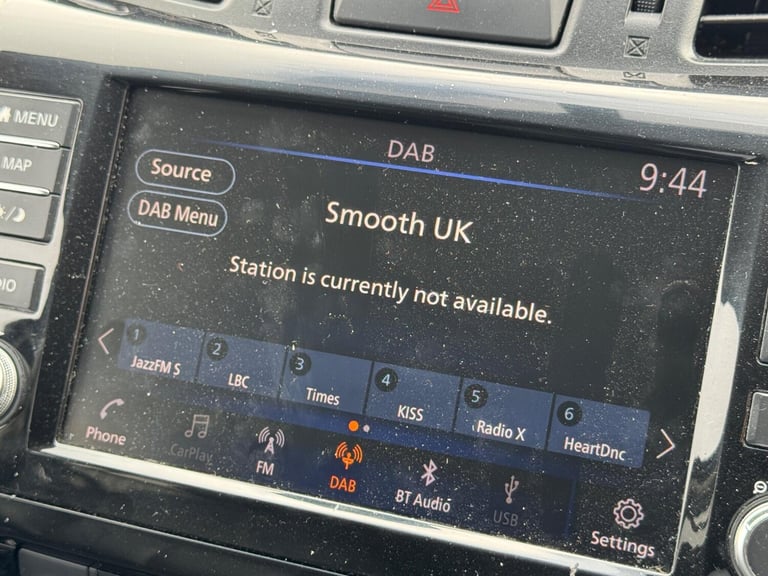 MENU
MAP
DAB
9:44
Source
DAB Menu
Smooth UK
Station is currently not available.
1 JazzFM S
2 LBC
3 Times
4 KISS
5 Radio X
6 HeartDnc
Phone
CarPlay
FM
DAB
BT Audio
USB
Settings